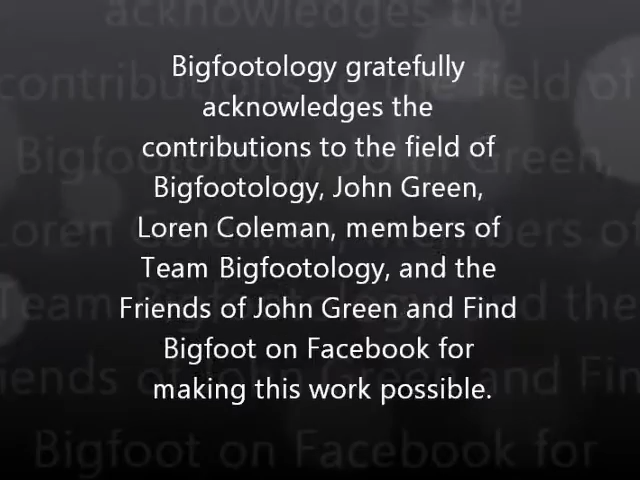 Bigfootology gratefully
acknowledges the
contributions to the field of
Bigfootology, John Green,
Loren Coleman, members of
Team Bigfootology, and the
Friends of John Green and Find
Bigfoot on Facebook for
making this work possible.